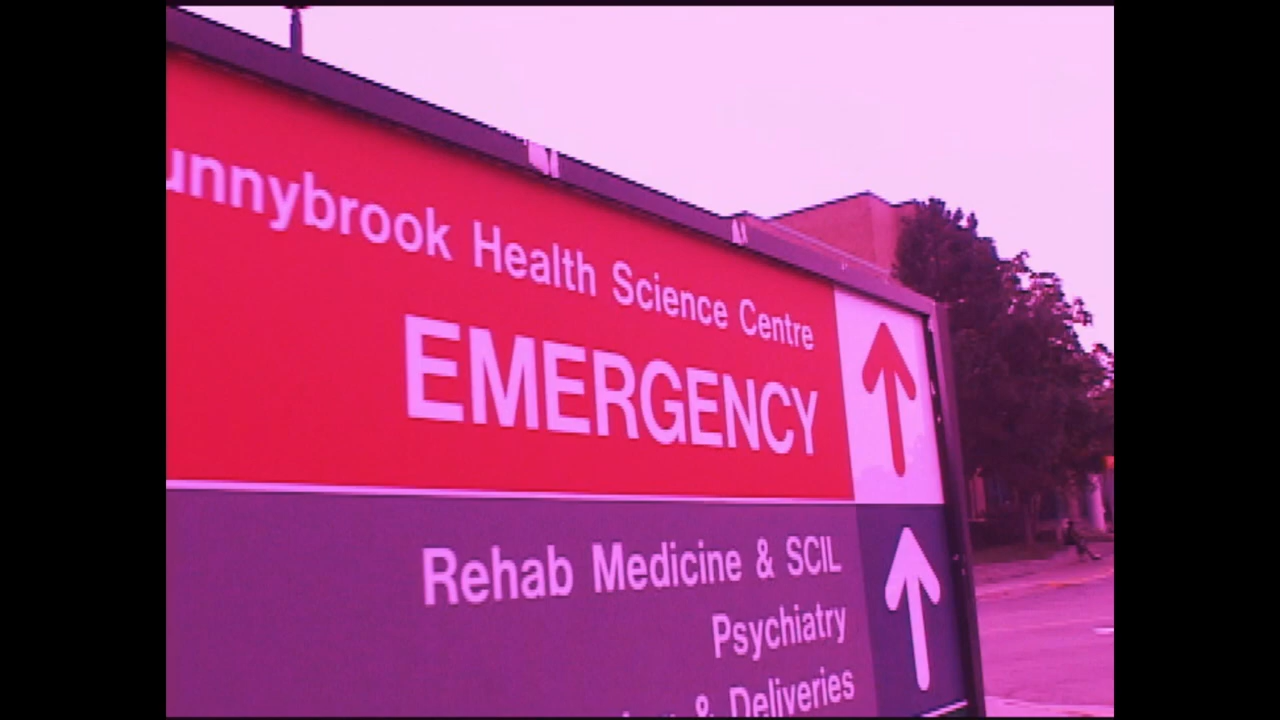 unnybrook Health Science Centre
EMERGENCY
Rehab Medicine & SCIL
Psychiatry
& Deliveries